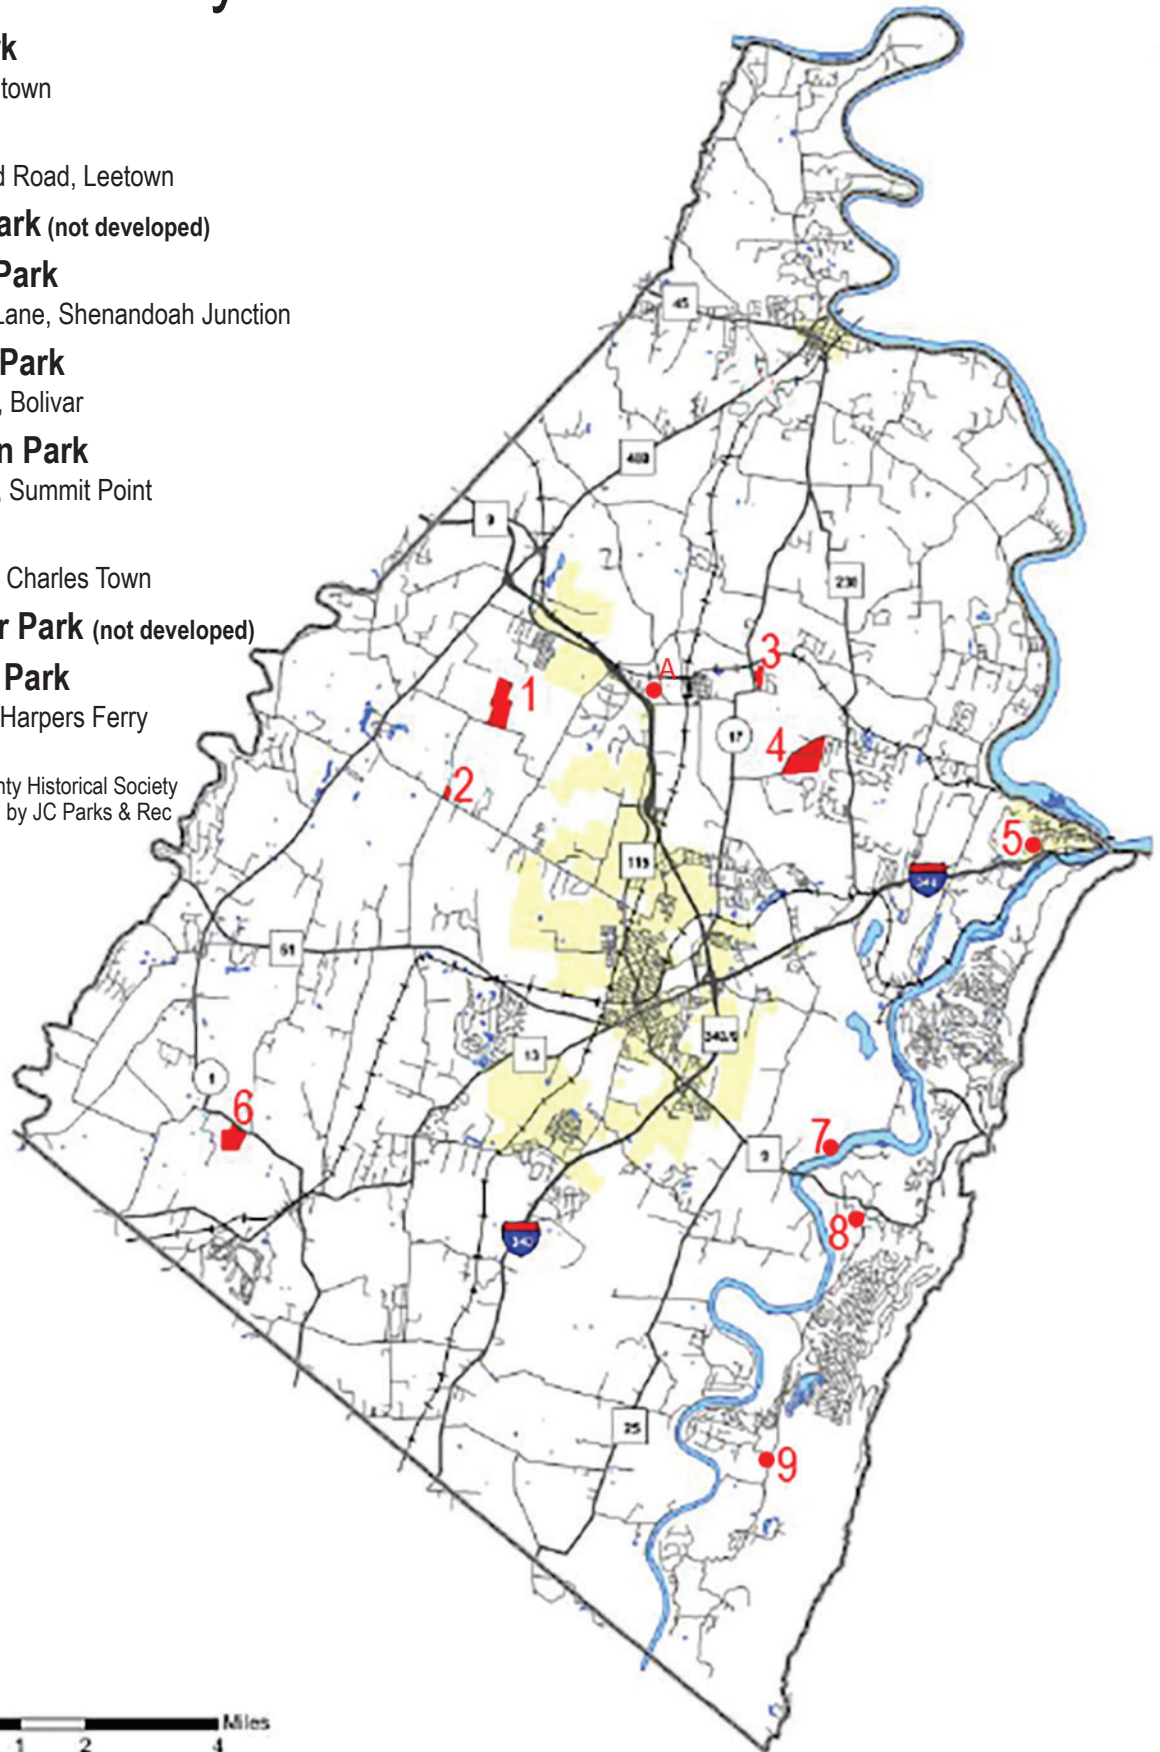 y
k
town
d Road, Leetown
ark (not developed)
Park
Lane, Shenandoah Junction
Park
, Bolivar
n Park
, Summit Point
, Charles Town
r Park (not developed)
Park
Harpers Ferry
nty Historical Society
by JC Parks & Rec
45
480
9
230
A
3
1
17
4
2
5
115
51
13
1
6
7
9
8
340
25
9
Miles
1
2
4